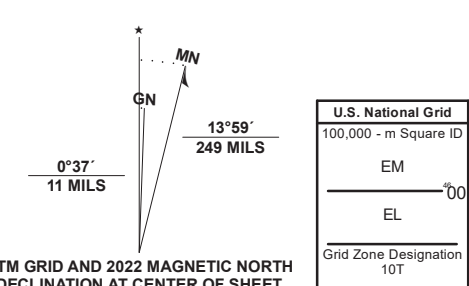 ★
MN
GN
13°59´
249 MILS
0°37´
11 MILS
TM GRID AND 2022 MAGNETIC NORTH
DECLINATION AT CENTER OF SHEET
U.S. National Grid
100,000 - m Square ID
EM
4600
EL
Grid Zone Designation
10T